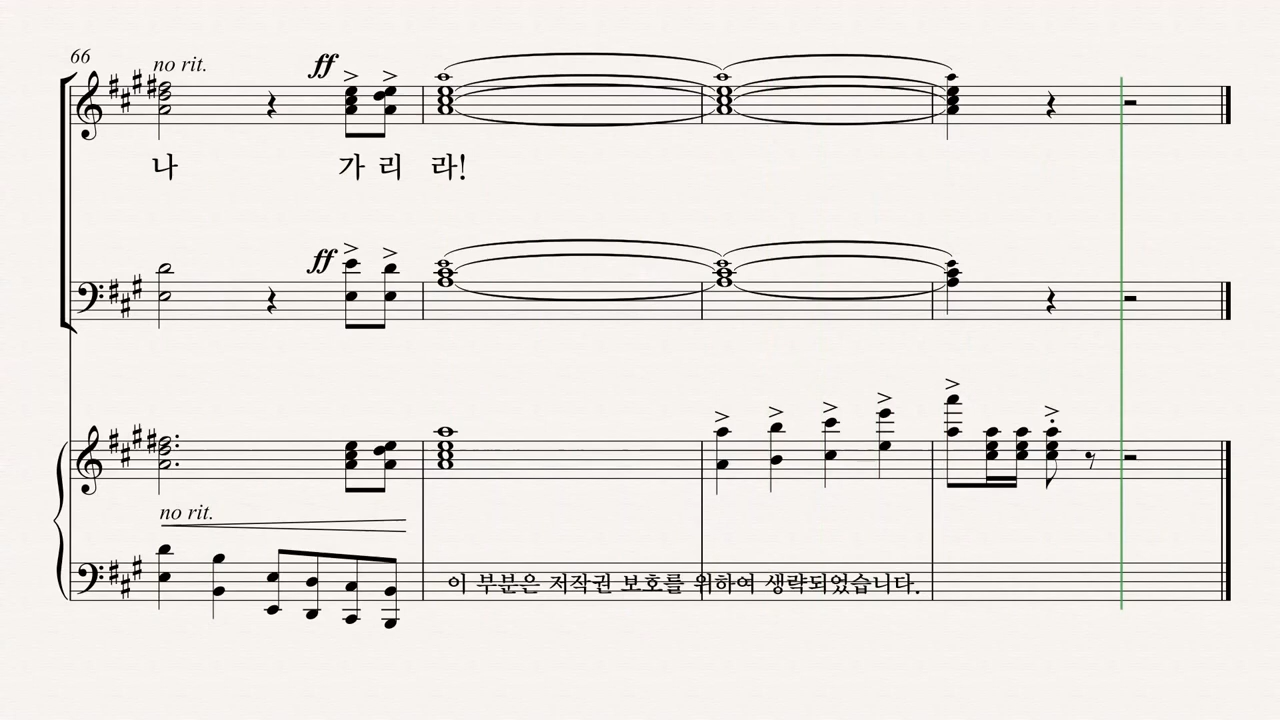 66
no rit.
ff
나 가 리 라!
ff
no rit.
이 부분은 저작권 보호를 위하여 생략되었습니다.